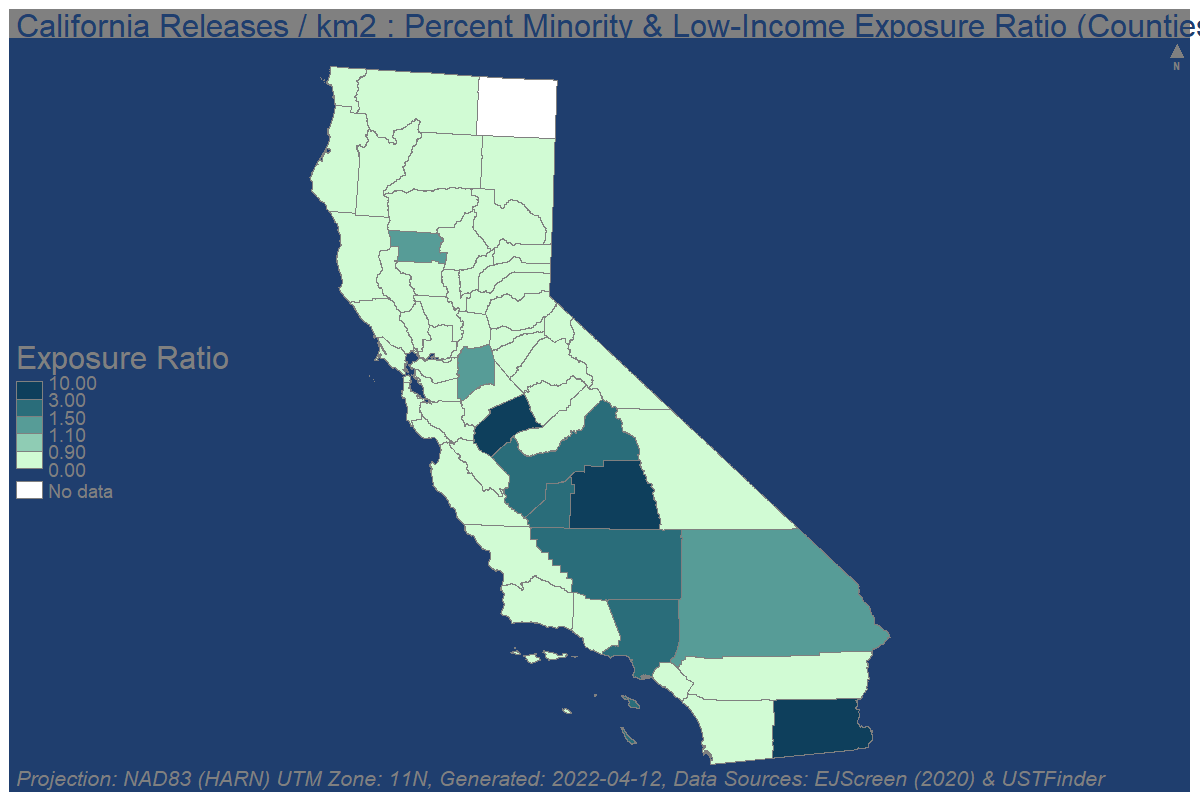 California Releases / km2 : Percent Minority & Low-Income Exposure Ratio (Counties
N
Exposure Ratio
10.00
3.00
1.50
1.10
0.90
0.00
No data
Projection: NAD83 (HARN) UTM Zone: 11N, Generated: 2022-04-12, Data Sources: EJScreen (2020) & USTFinder